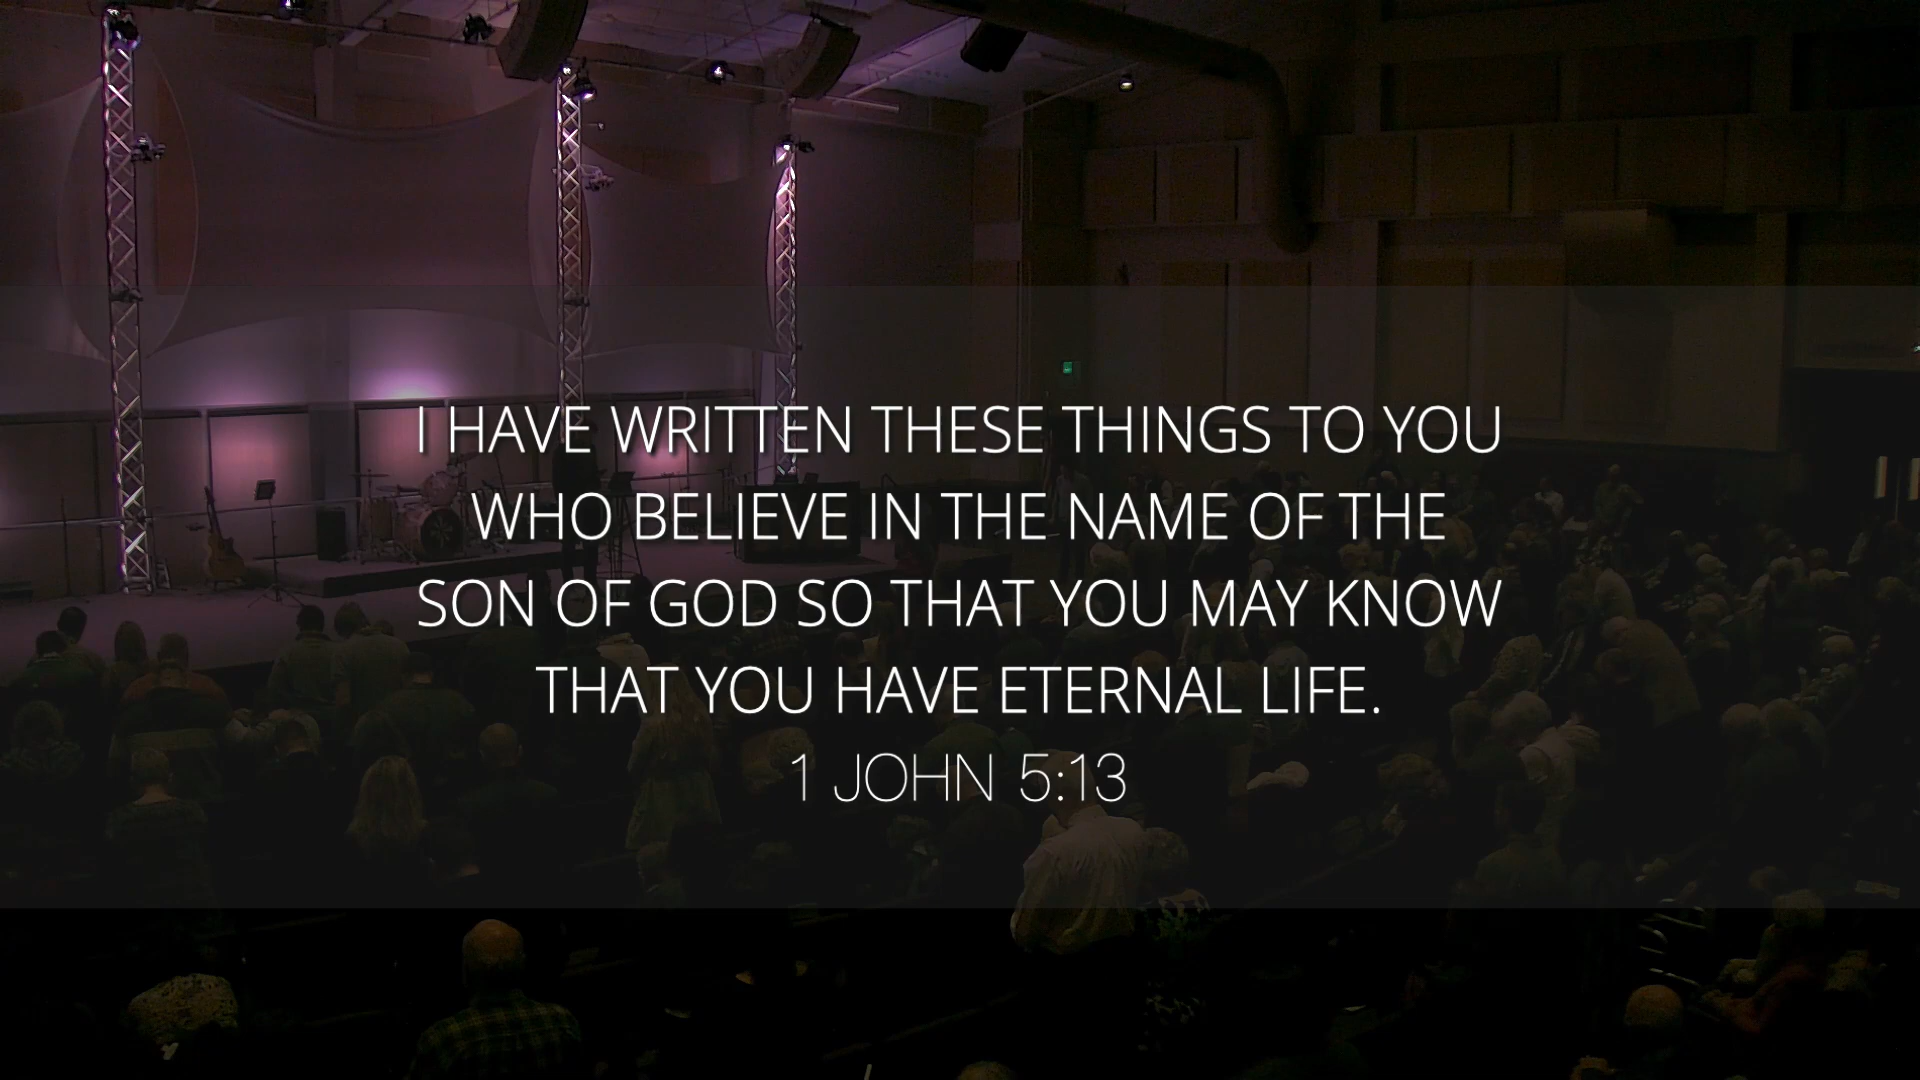 I HAVE WRITTEN THESE THINGS TO YOU
WHO BELIEVE IN THE NAME OF THE
SON OF GOD SO THAT YOU MAY KNOW
THAT YOU HAVE ETERNAL LIFE.
1 JOHN 5:13